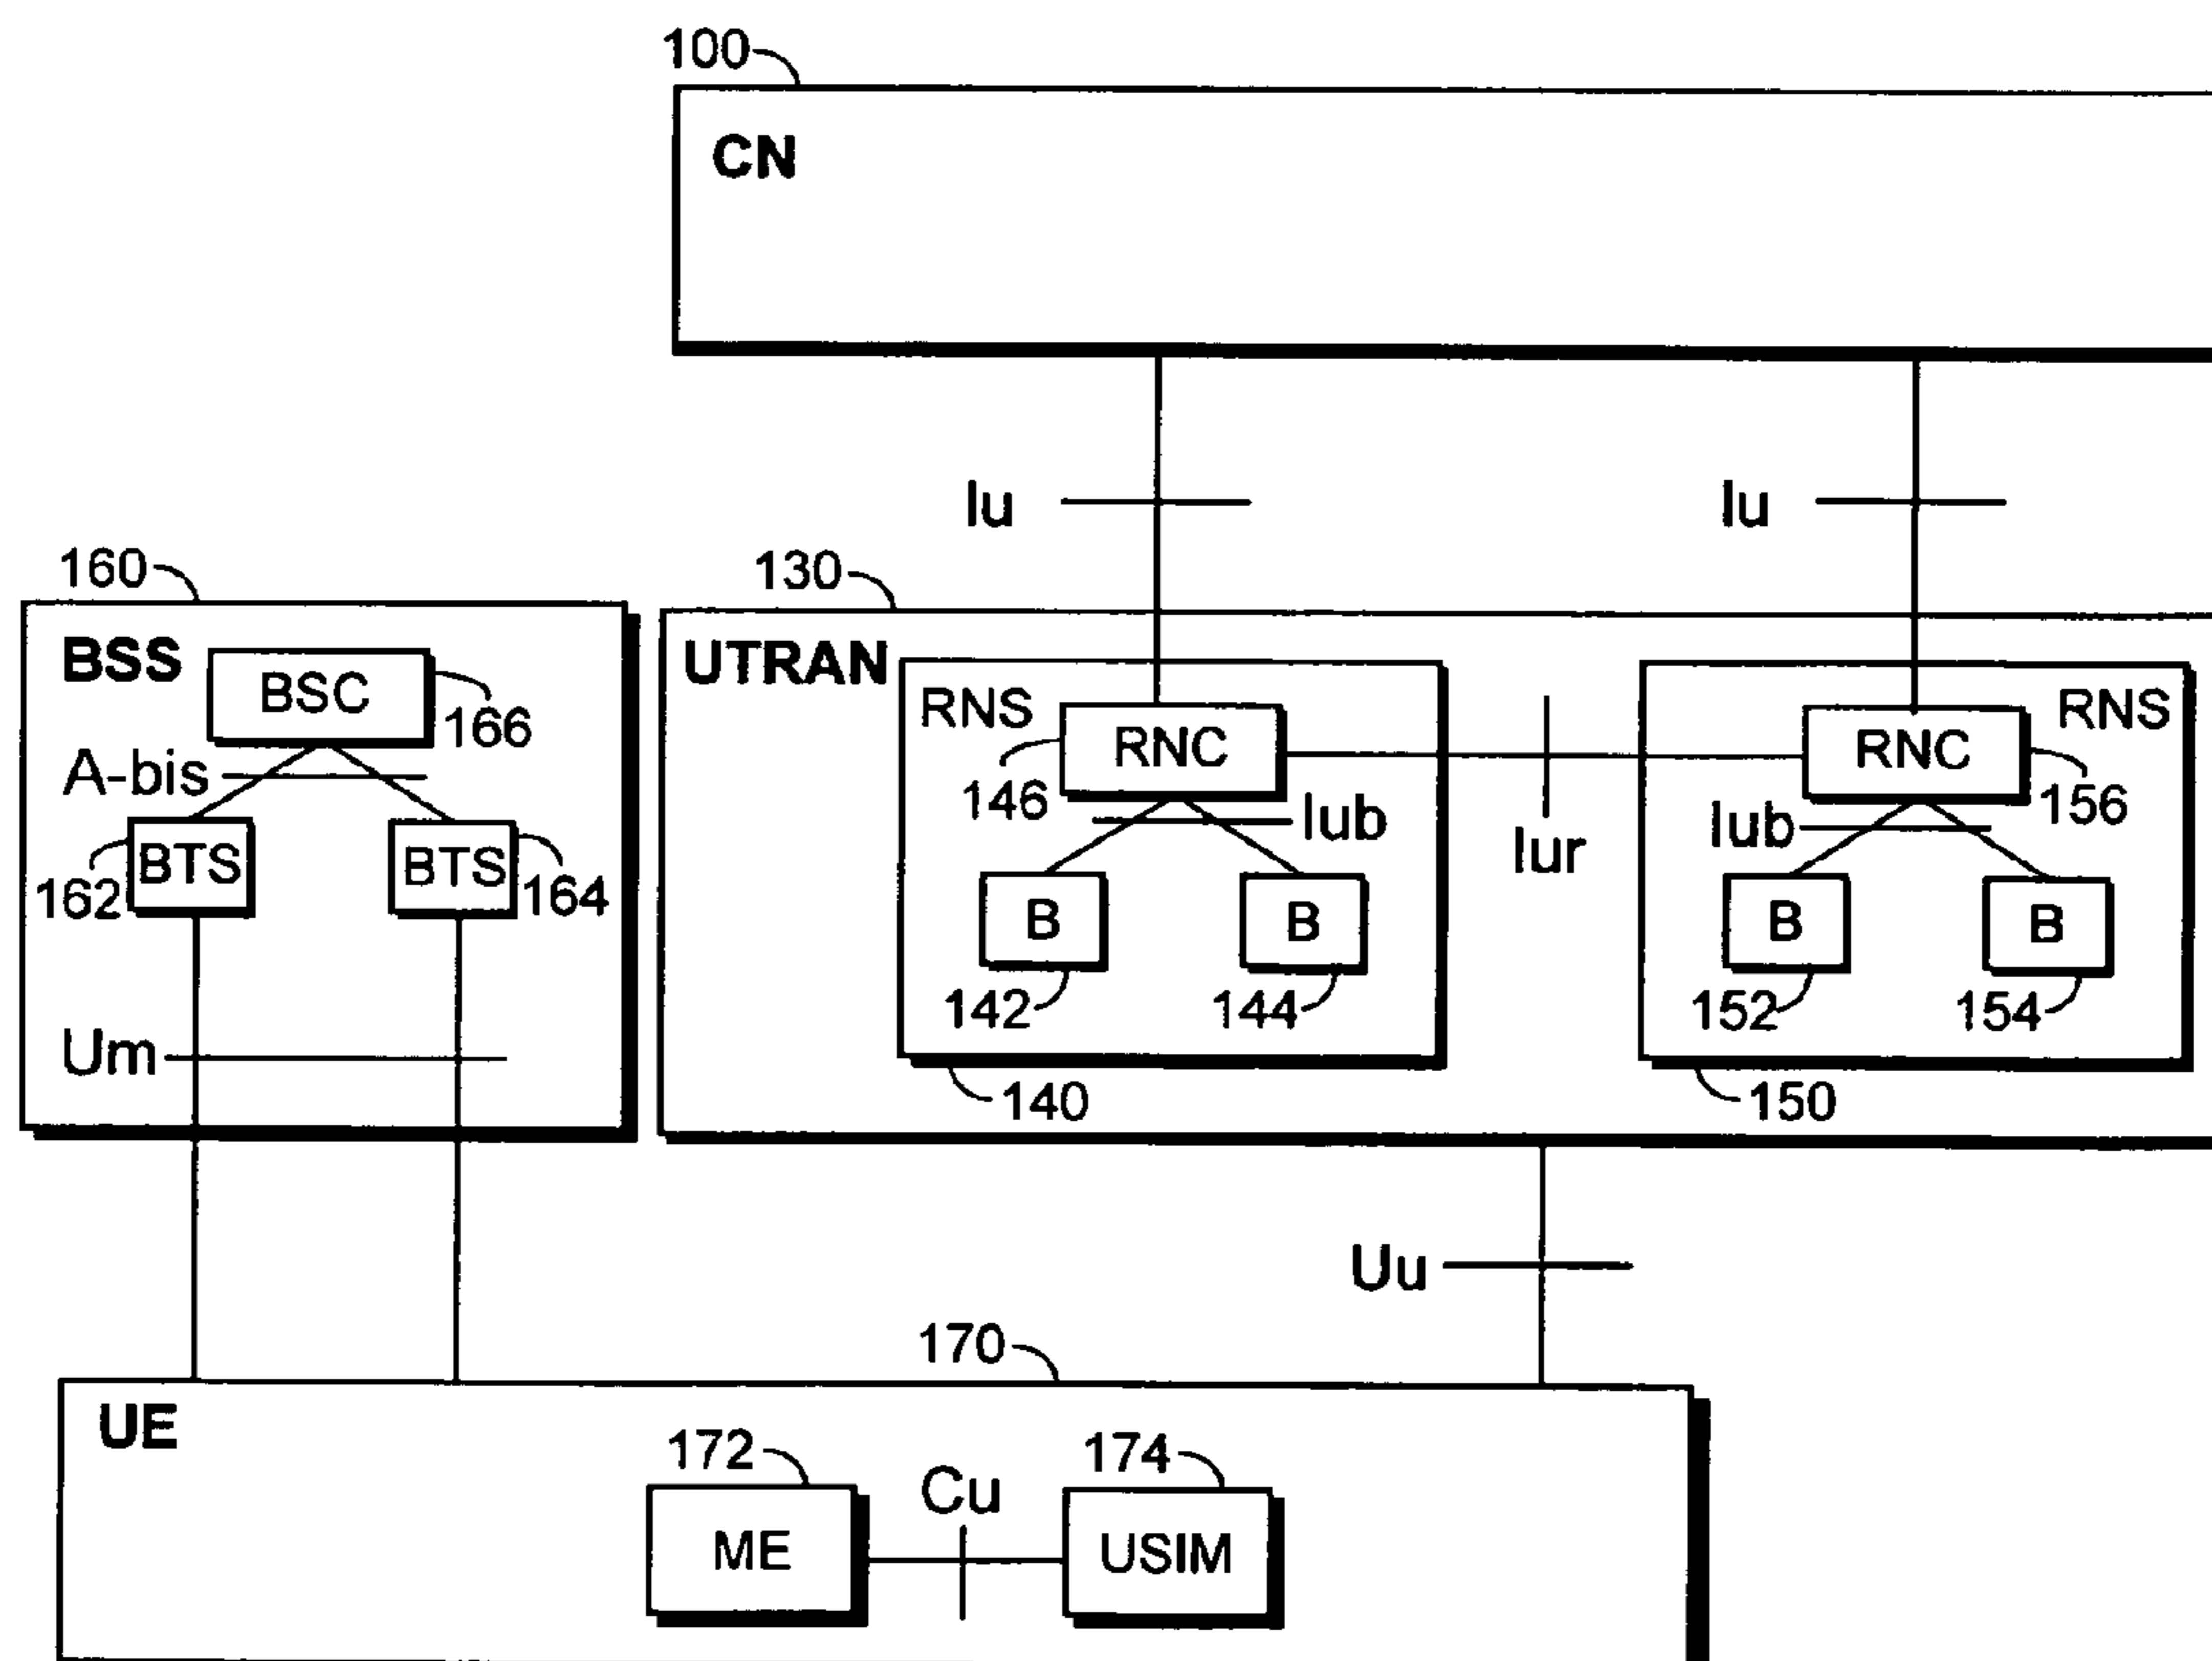 100
CN
Iu
Iu
160
130
BSS
BSC
166
A-bis
BTS
162
BTS
164
Um
UTRAN
RNS
RNC
146
Iub
B
142
B
144
140
Iur
RNS
RNC
156
Iub
B
152
B
154
150
Uu
170
UE
172
ME
Cu
174
USIM